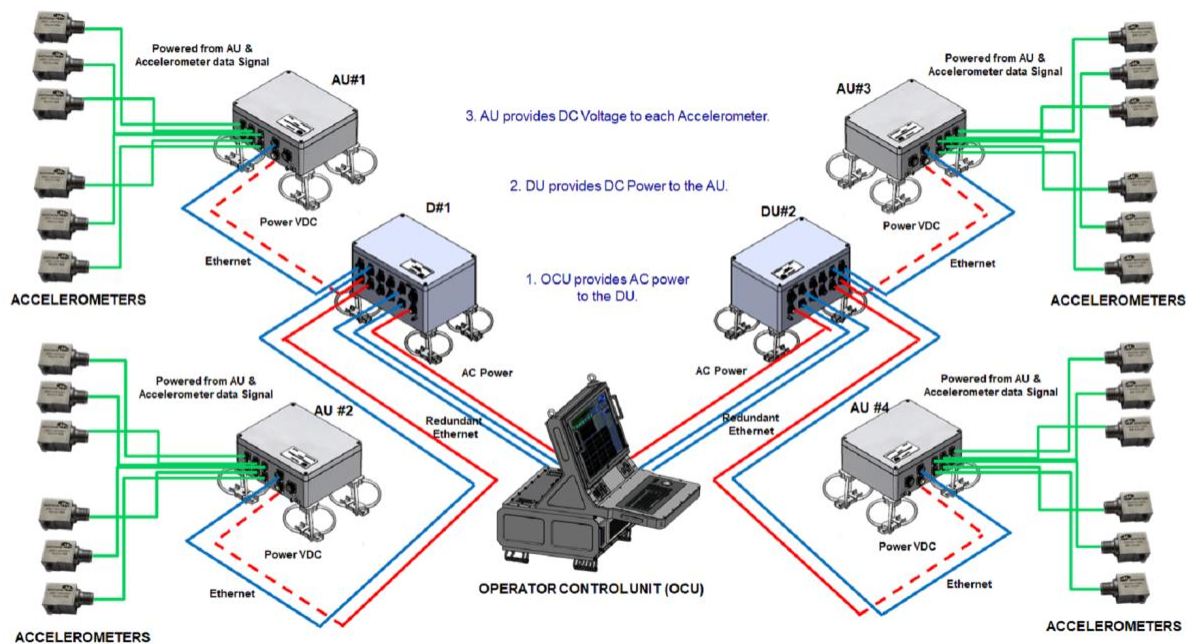 Powered from AU &
Accelerometer data Signal
AU#1
3. AU provides DC Voltage to each Accelerometer.
AU#3
Powered from AU &
Accelerometer data Signal
2. DU provides DC Power to the AU.
Power VDC
D#1
DU#2
Power VDC
Ethernet
Ethernet
1. OCU provides AC power
to the DU.
ACCELEROMETERS
ACCELEROMETERS
AC Power
AC Power
Powered from AU &
Accelerometer data Signal
Powered from AU &
Accelerometer data Signal
AU #2
AU #4
Redundant
Ethernet
Redundant
Ethernet
Power VDC
Power VDC
Ethernet
Ethernet
OPERATOR CONTROL UNIT (OCU)
ACCELEROMETERS
ACCELEROMETERS